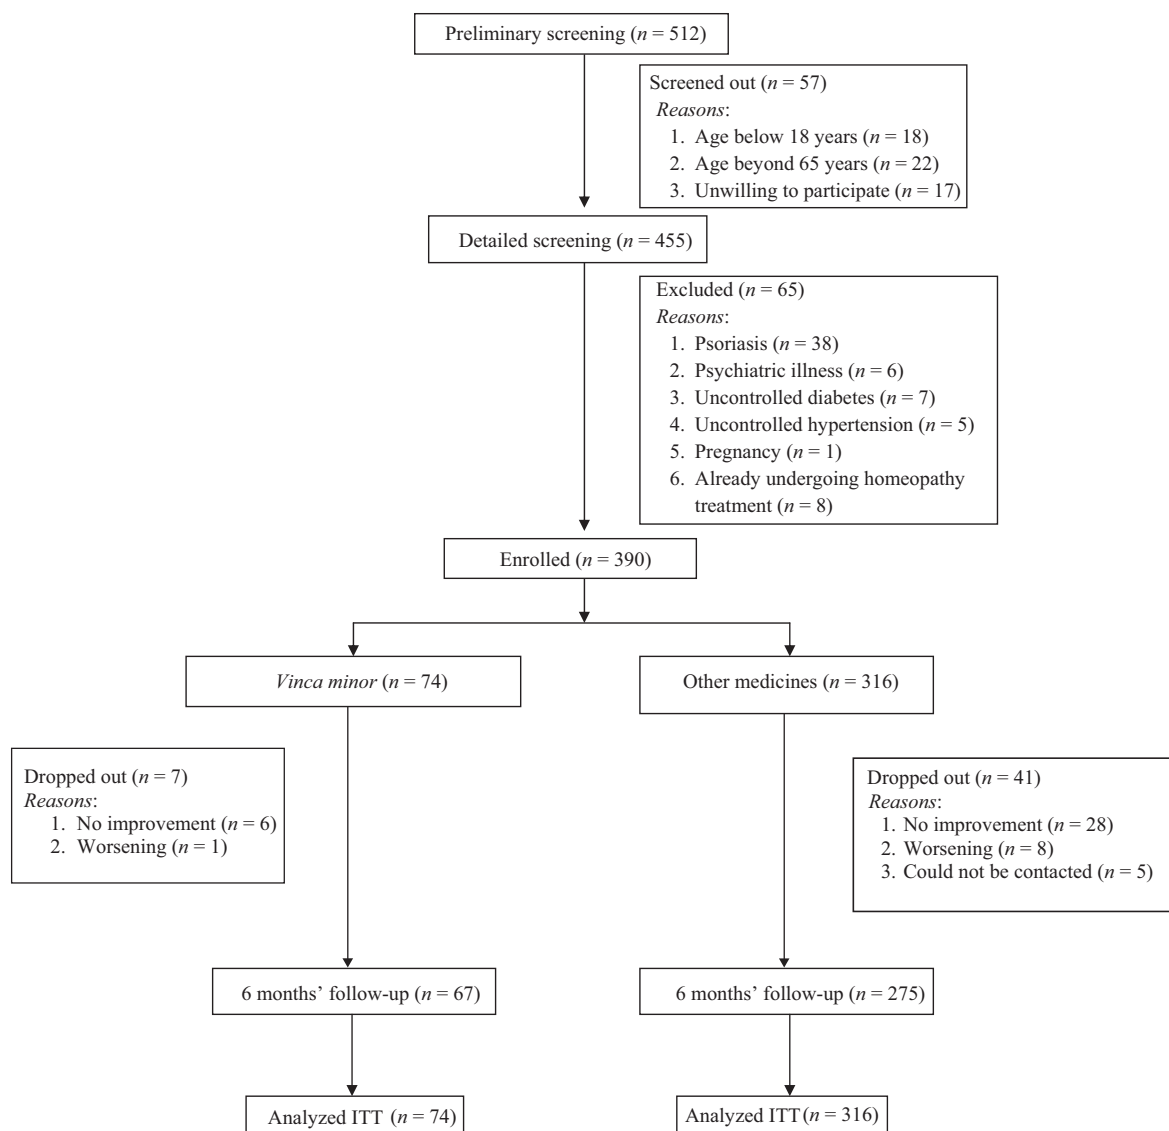 Preliminary screening (n = 512)
Screened out (n = 57)
Reasons:
1. Age below 18 years (n = 18)
2. Age beyond 65 years (n = 22)
3. Unwilling to participate (n = 17)
Detailed screening (n = 455)
Excluded (n = 65)
Reasons:
1. Psoriasis (n = 38)
2. Psychiatric illness (n = 6)
3. Uncontrolled diabetes (n = 7)
4. Uncontrolled hypertension (n = 5)
5. Pregnancy (n = 1)
6. Already undergoing homeopathy
treatment (n = 8)
Enrolled (n = 390)
Vinca minor (n = 74)
Other medicines (n = 316)
Dropped out (n = 7)
Reasons:
1. No improvement (n = 6)
2. Worsening (n = 1)
Dropped out (n = 41)
Reasons:
1. No improvement (n = 28)
2. Worsening (n = 8)
3. Could not be contacted (n = 5)
6 months’ follow-up (n = 67)
6 months’ follow-up (n = 275)
Analyzed ITT (n = 74)
Analyzed ITT (n = 316)